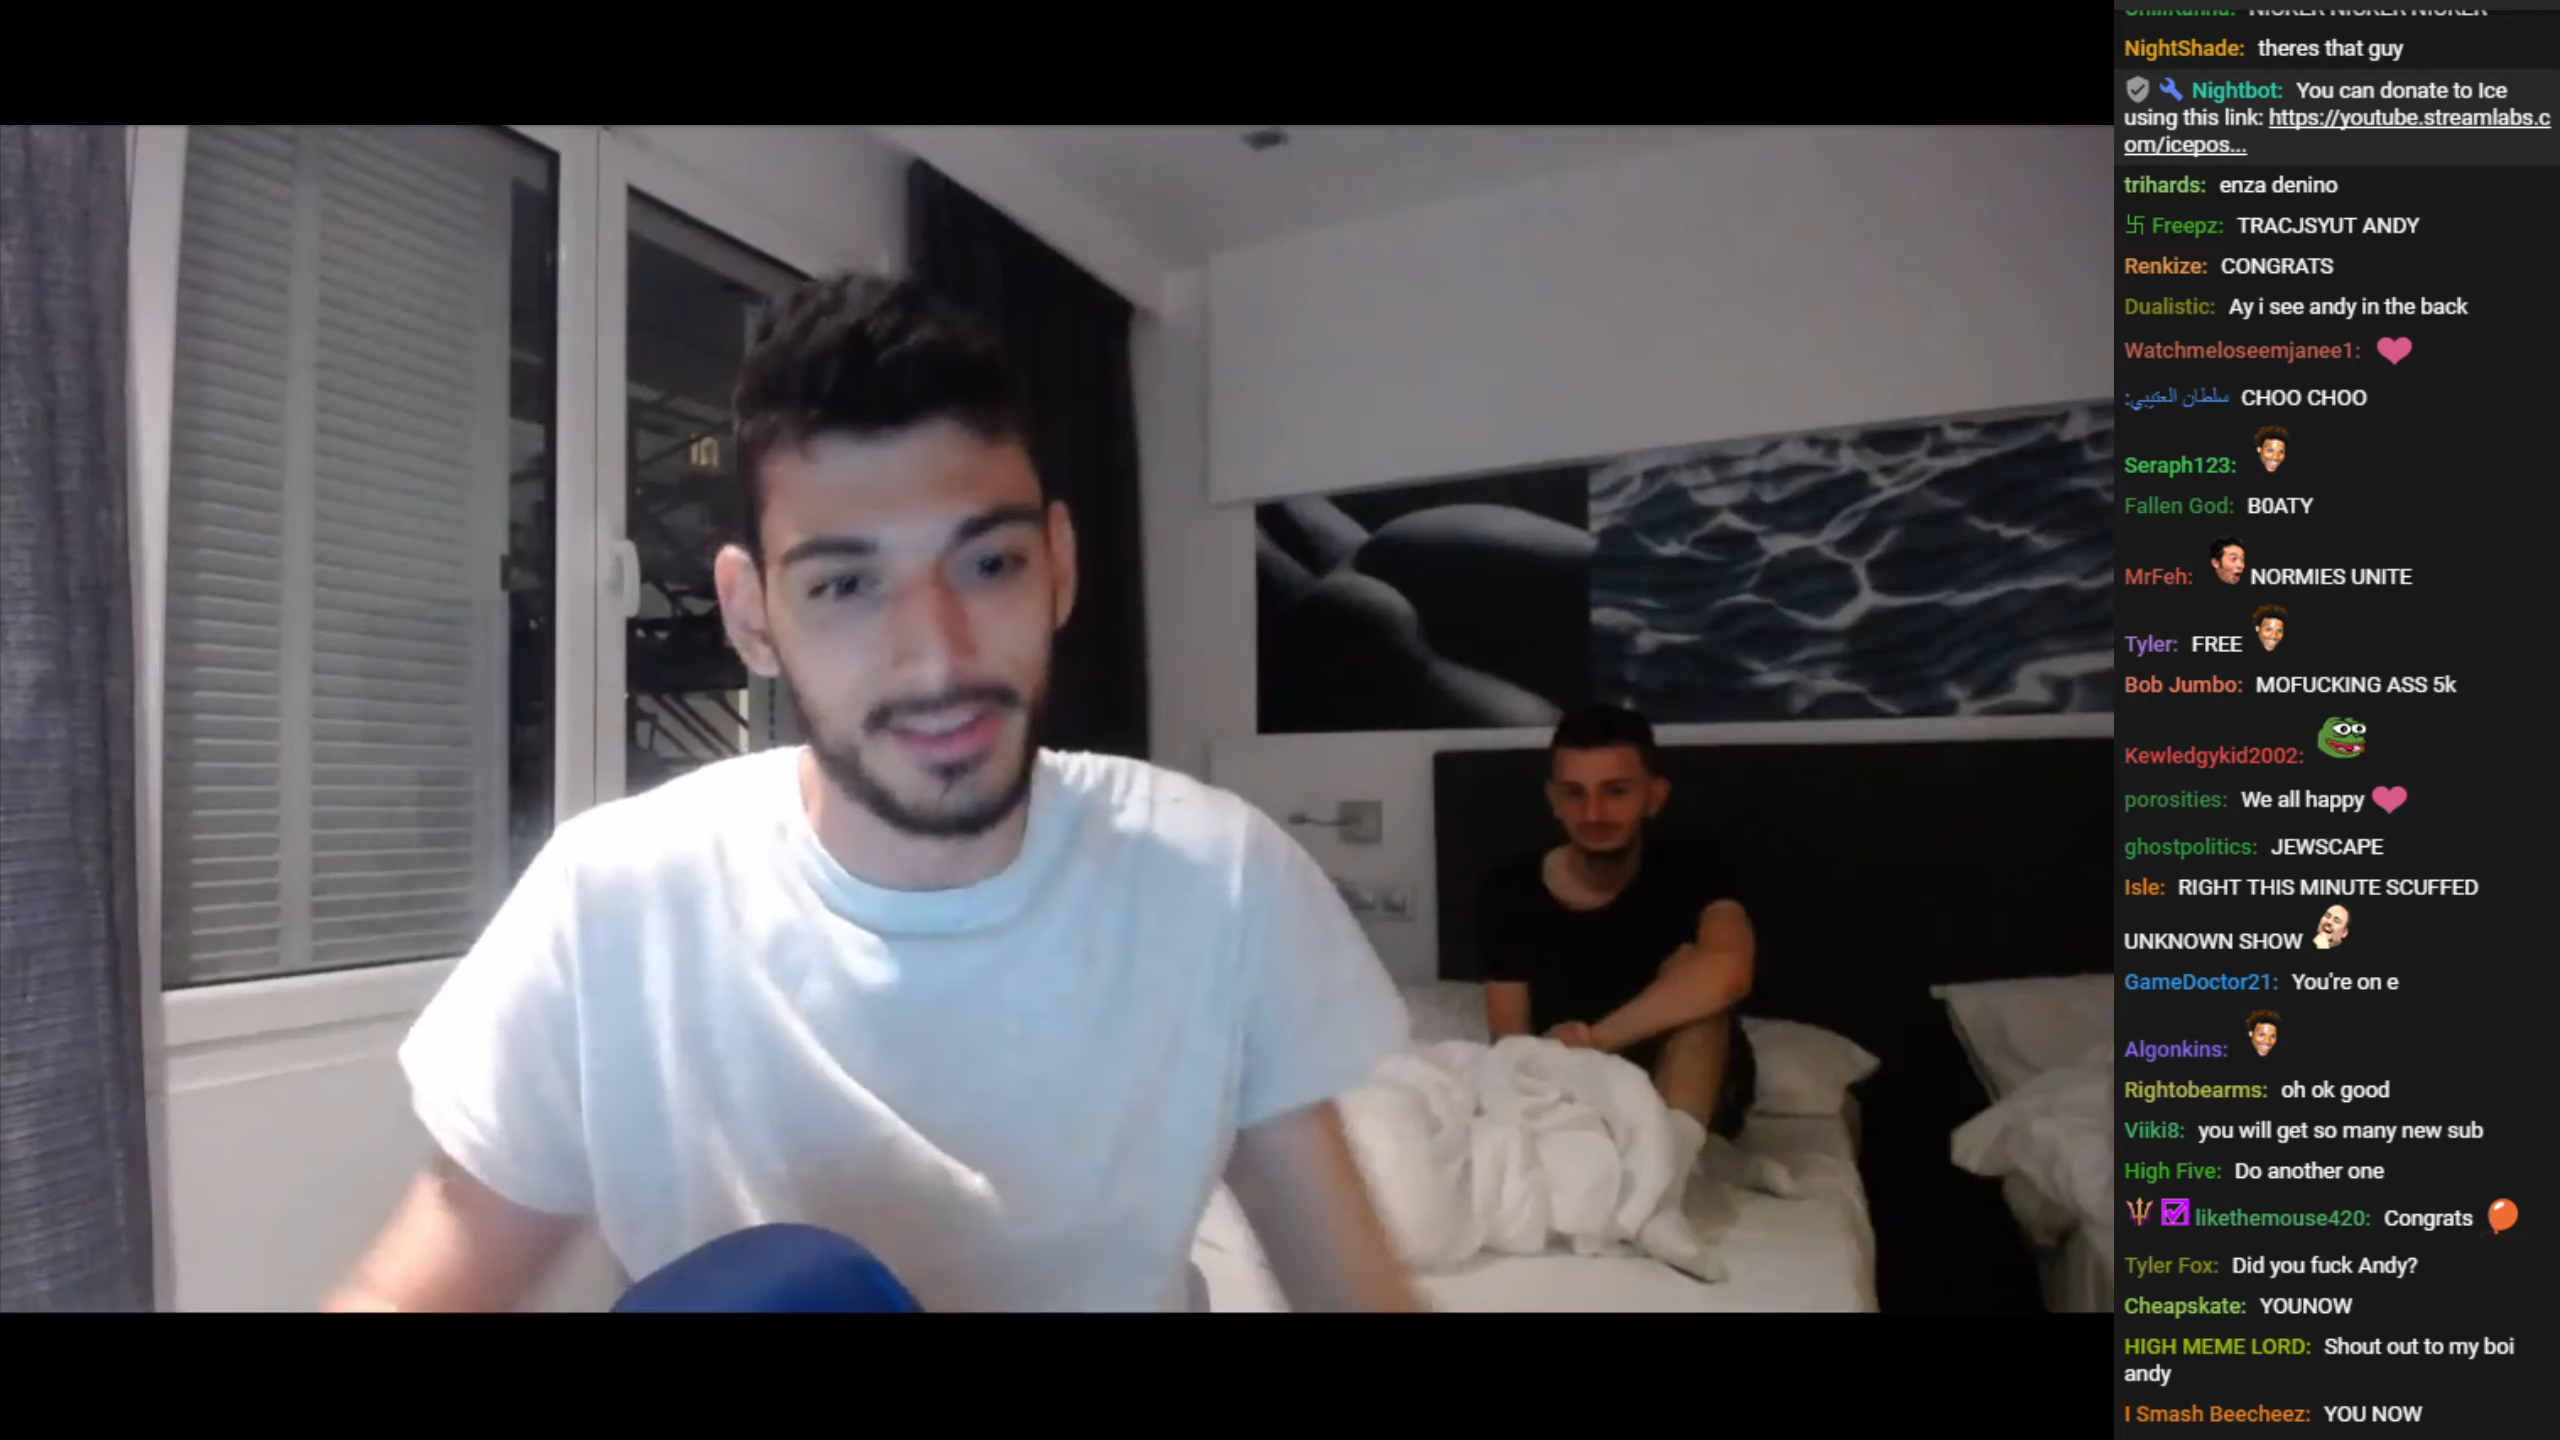 NightShade: theres that guy
Nightbot: You can donate to Ice
using this link: https://youtube.streamlabs.c
om/icepos...
trihards: enza denino
卐 Freepz: TRACJSYUT ANDY
Renkize: CONGRATS
Dualistic: Ay i see andy in the back
Watchmeloseemjanee1:
سلطان العتيبي: CHOO CHOO
Seraph123:
Fallen God: B0ATY
MrFeh: NORMIES UNITE
Tyler: FREE
Bob Jumbo: MOFUCKING ASS 5k
Kewledgykid2002:
porosities: We all happy
ghostpolitics: JEWSCAPE
Isle: RIGHT THIS MINUTE SCUFFED
UNKNOWN SHOW
GameDoctor21: You're on e
Algonkins:
Rightobearms: oh ok good
Viiki8: you will get so many new sub
High Five: Do another one
likethemouse420: Congrats
Tyler Fox: Did you fuck Andy?
Cheapskate: YOUNOW
HIGH MEME LORD: Shout out to my boi
andy
I Smash Beecheez: YOU NOW